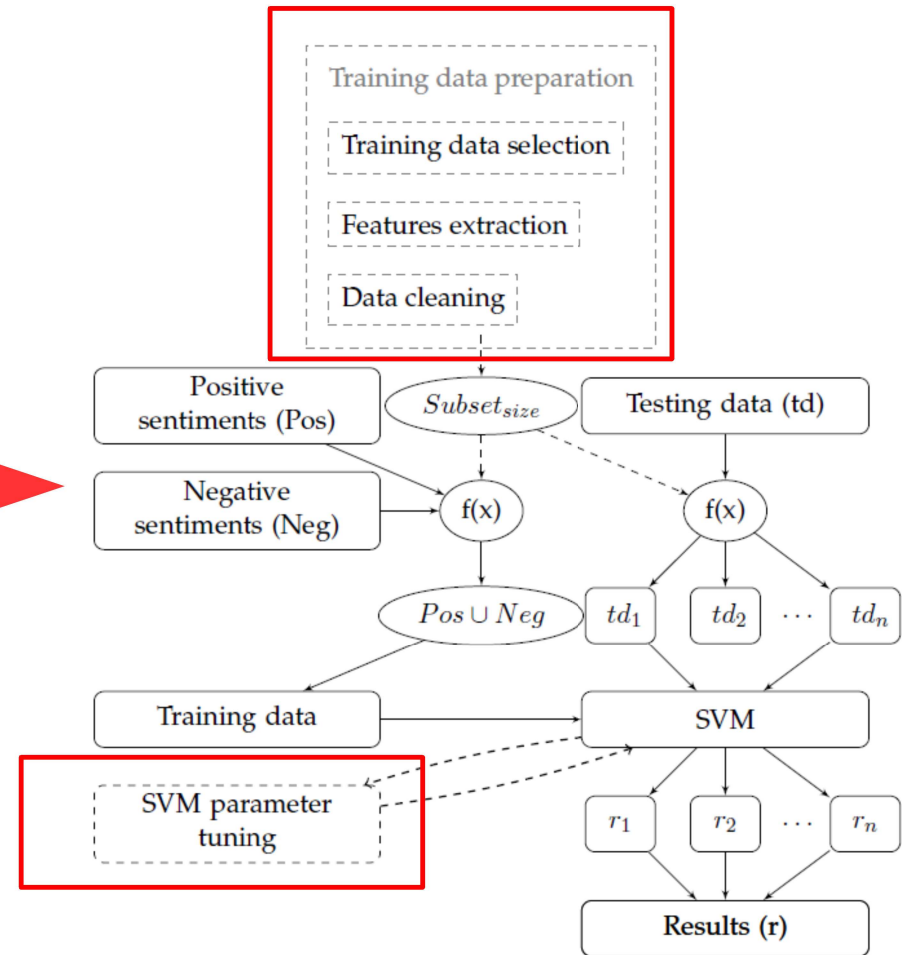 Training data preparation
Training data selection
Features extraction
Data cleaning
Positive
sentiments (Pos)
Subset_size
Testing data (td)
Negative
sentiments (Neg)
f(x)
f(x)
Pos ∪ Neg
td_1
td_2
· · ·
td_n
Training data
SVM
SVM parameter
tuning
r_1
r_2
· · ·
r_n
Results (r)